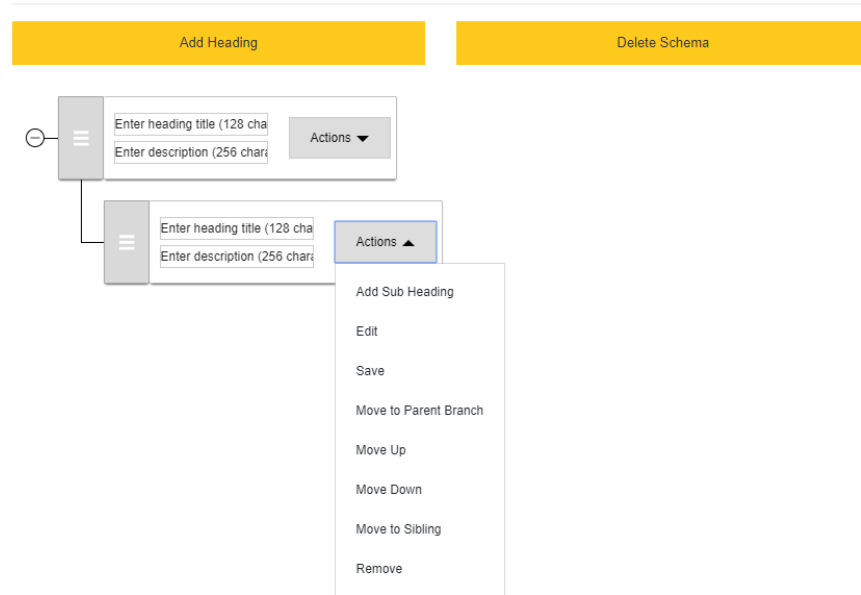 Add Heading
Delete Schema
Enter heading title (128 cha
Enter description (256 chara
Actions
Enter heading title (128 cha
Enter description (256 chara
Actions
Add Sub Heading
Edit
Save
Move to Parent Branch
Move Up
Move Down
Move to Sibling
Remove